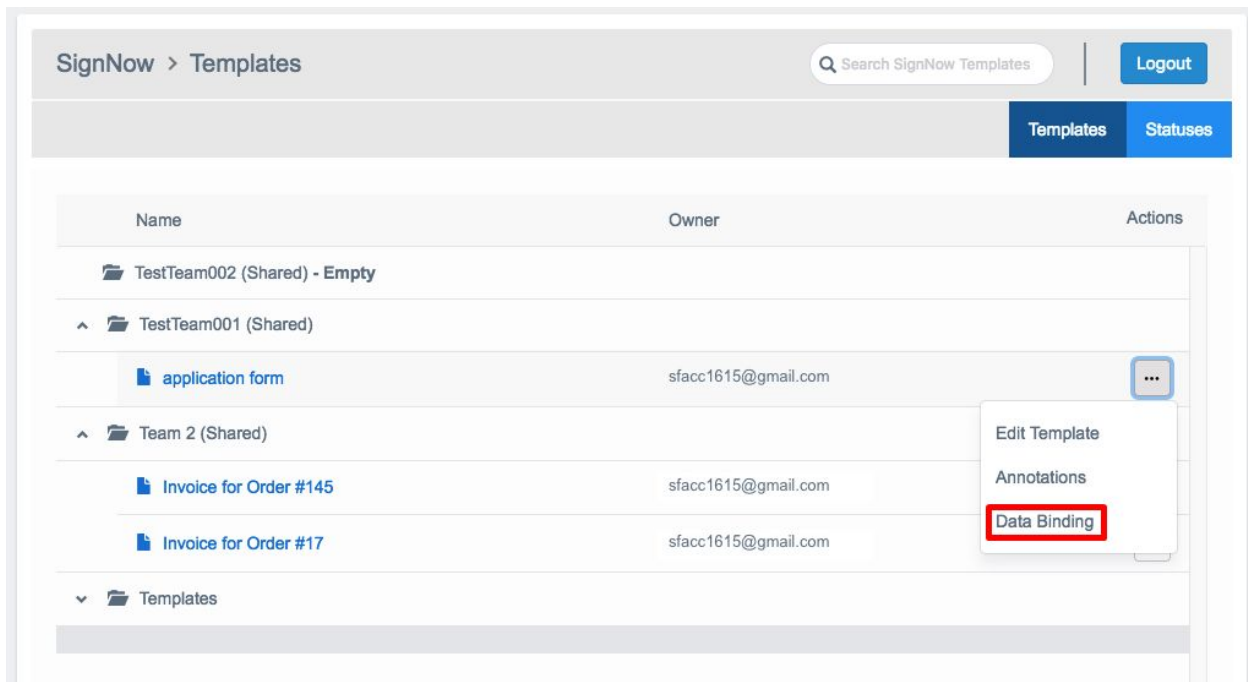 SignNow > Templates
Search SignNow Templates
Logout
Templates
Statuses
Name
Owner
Actions
TestTeam002 (Shared) - Empty
TestTeam001 (Shared)
application form
sfacc1615@gmail.com
...
Edit Template
Annotations
Data Binding
Team 2 (Shared)
Invoice for Order #145
sfacc1615@gmail.com
Invoice for Order #17
sfacc1615@gmail.com
Templates